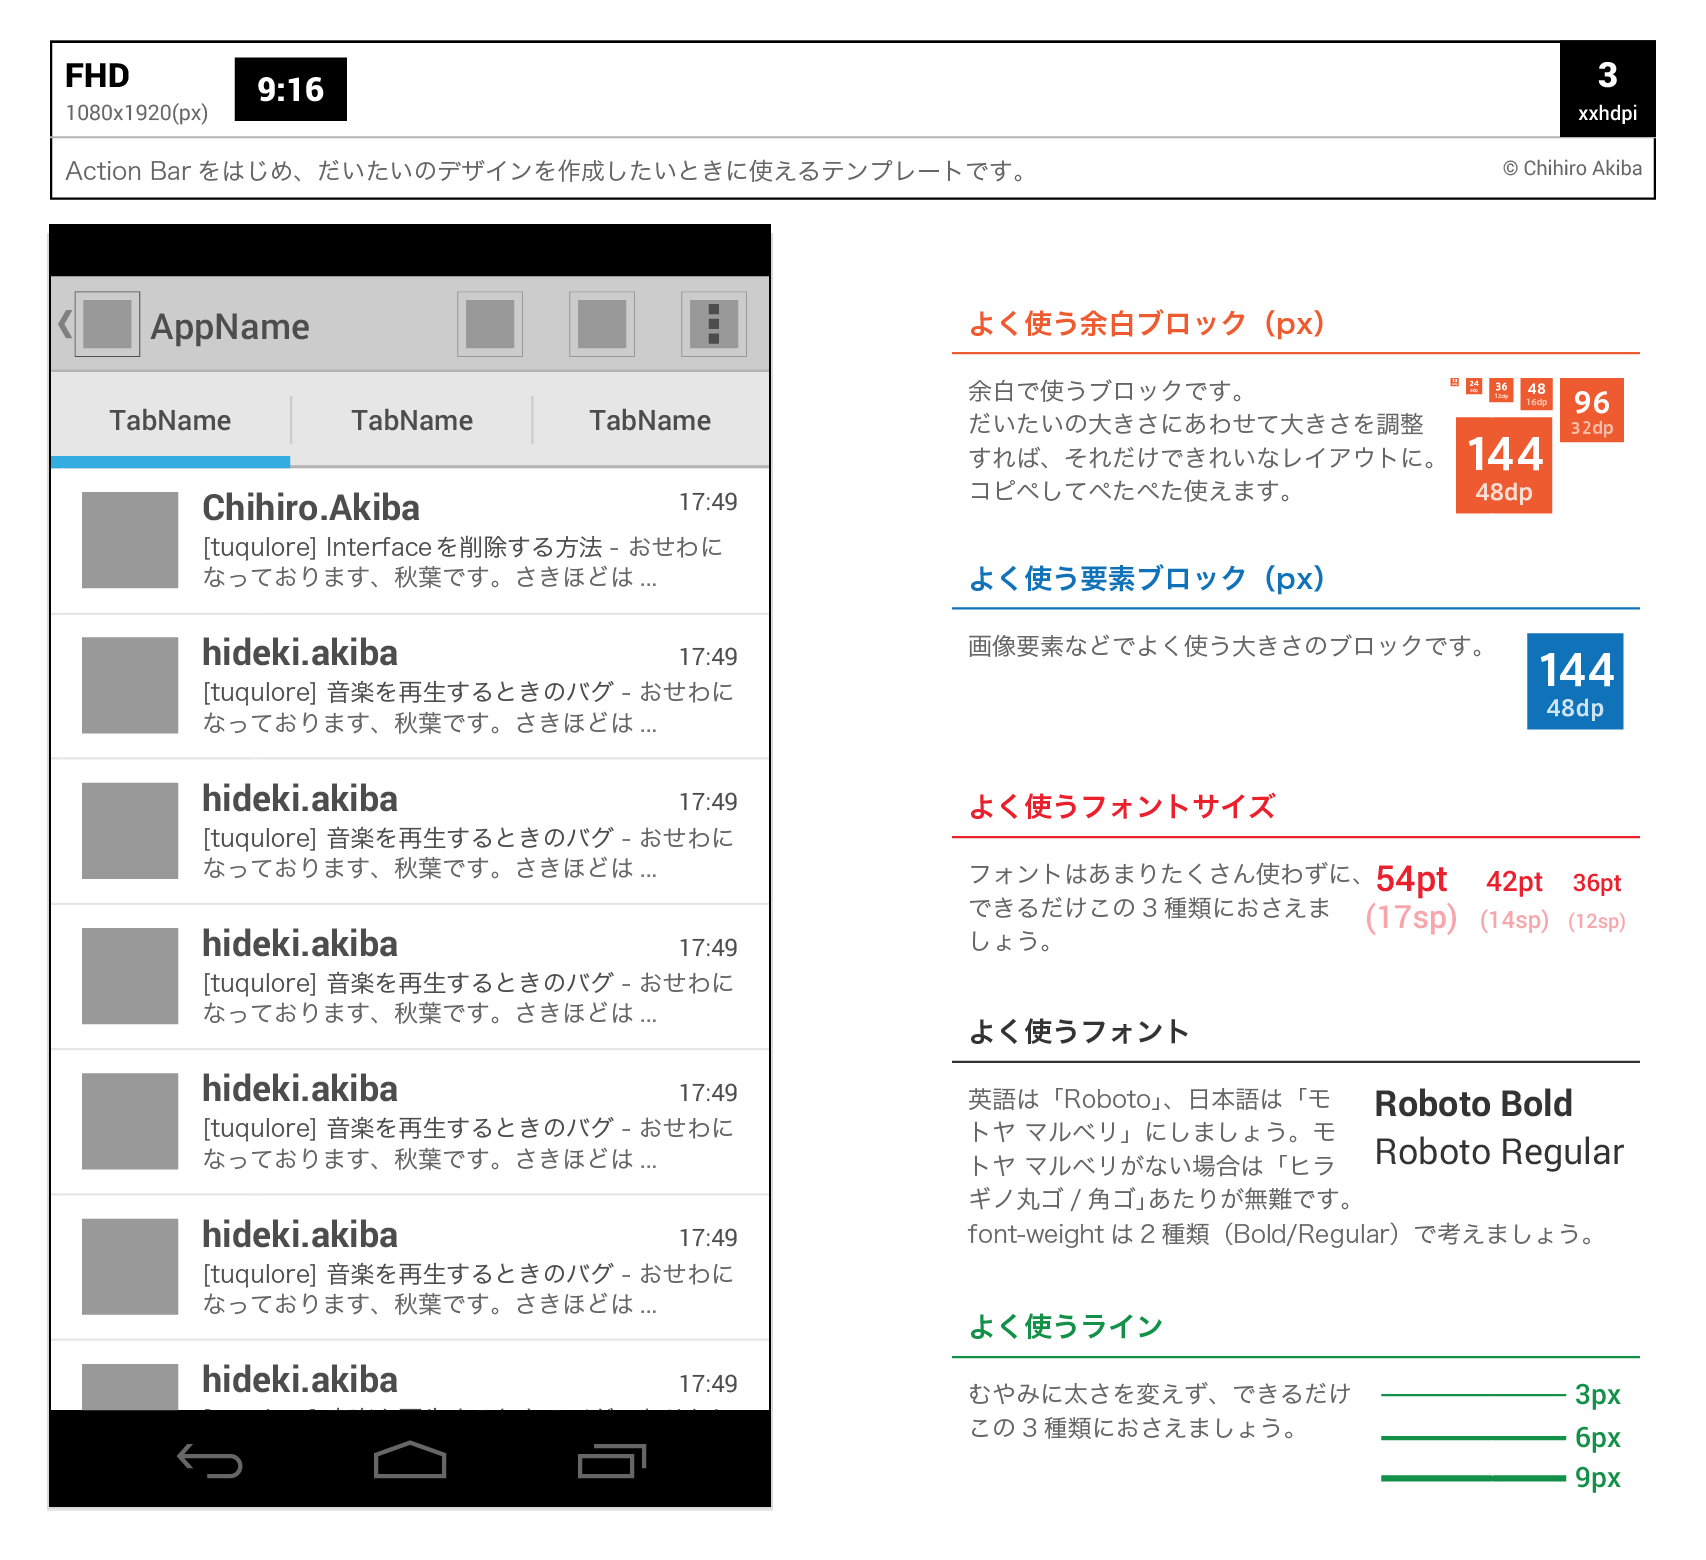 FHD
1080x1920(px)
9:16
3
xxhdpi
Action Bar をはじめ、だいたいのデザインを作成したいときに使えるテンプレートです。
© Chihiro Akiba
AppName
TabName
TabName
TabName
Chihiro.Akiba
17:49
[tuqulore] Interfaceを削除する方法 - おせわに
なっております、秋葉です。さきほどは ...
hideki.akiba
17:49
[tuqulore] 音楽を再生するときのバグ - おせわに
なっております、秋葉です。さきほどは ...
hideki.akiba
17:49
[tuqulore] 音楽を再生するときのバグ - おせわに
なっております、秋葉です。さきほどは ...
hideki.akiba
17:49
[tuqulore] 音楽を再生するときのバグ - おせわに
なっております、秋葉です。さきほどは ...
hideki.akiba
17:49
[tuqulore] 音楽を再生するときのバグ - おせわに
なっております、秋葉です。さきほどは ...
hideki.akiba
17:49
[tuqulore] 音楽を再生するときのバグ - おせわに
なっております、秋葉です。さきほどは ...
hideki.akiba
17:49
よく使う余白ブロック（px）
余白で使うブロックです。
だいたいの大きさにあわせて大きさを調整
すれば、それだけできれいなレイアウトに。
コピペしてぺたぺた使えます。
24
36
12dp
48
16dp
96
32dp
144
48dp
よく使う要素ブロック（px）
画像要素などでよく使う大きさのブロックです。
144
48dp
よく使うフォントサイズ
フォントはあまりたくさん使わずに、
できるだけこの 3 種類におさえま
しょう。
54pt
(17sp)
42pt
(14sp)
36pt
(12sp)
よく使うフォント
英語は「Roboto」、日本語は「モ
トヤ マルベリ」にしましょう。モ
トヤ マルベリがない場合は「ヒラ
ギノ丸ゴ / 角ゴ」あたりが無難です。
font-weight は 2 種類（Bold/Regular）で考えましょう。
Roboto Bold
Roboto Regular
よく使うライン
むやみに太さを変えず、できるだけ
この 3 種類におさえましょう。
3px
6px
9px